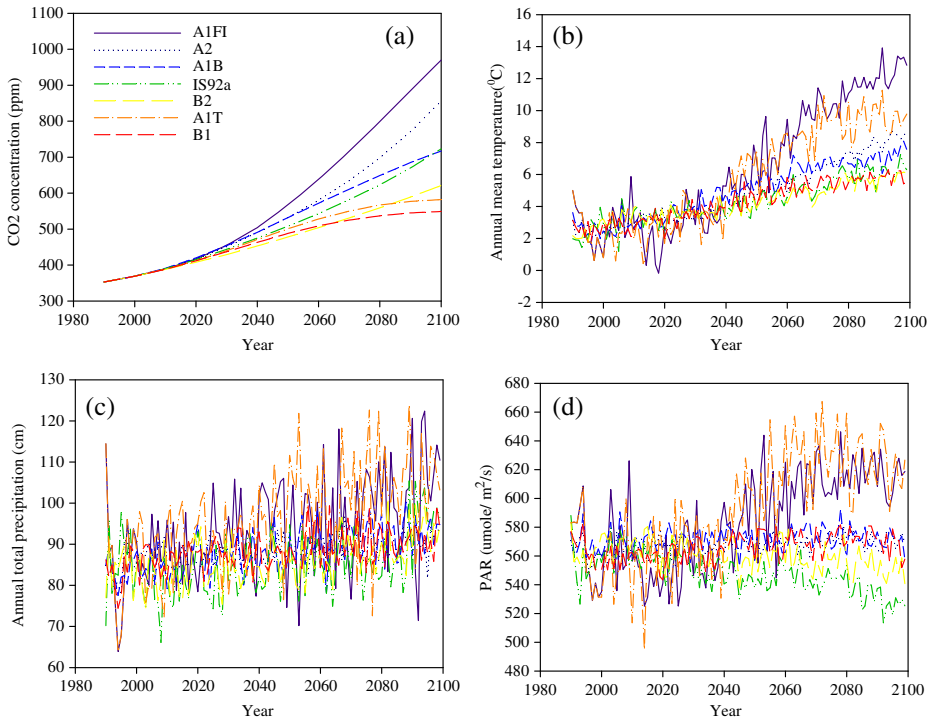 1100
1000
900
800
700
600
500
400
300
CO2 concentration (ppm)
A1FI
A2
A1B
IS92a
B2
A1T
B1
(a)
1980 2000 2020 2040 2060 2080 2100
Year
16
14
12
10
8
6
4
2
0
-2
Annual mean temperature(⁰C)
(b)
1980 2000 2020 2040 2060 2080 2100
Year
130
120
110
100
90
80
70
60
Annual total precipitation (cm)
(c)
1980 2000 2020 2040 2060 2080 2100
Year
680
660
640
620
600
580
560
540
520
500
480
PAR (umole/ m²/s)
(d)
1980 2000 2020 2040 2060 2080 2100
Year